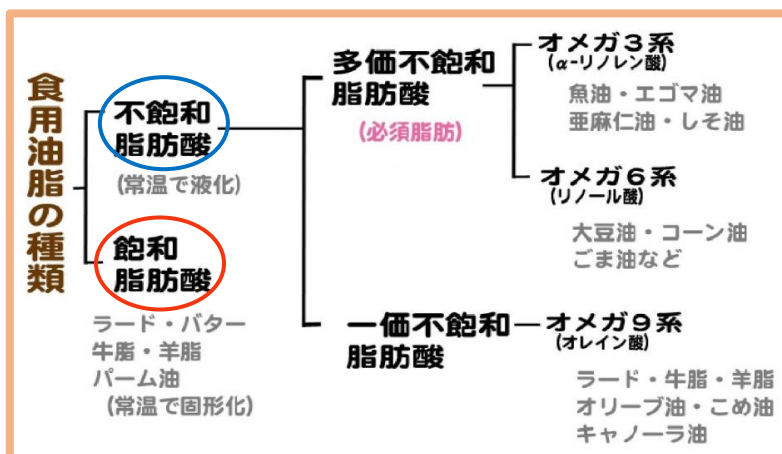 食用油脂の種類
不飽和
脂肪酸
(常温で液化)
飽和
脂肪酸
ラード・バター
牛脂・羊脂
パーム油
(常温で固形化)
多価不飽和
脂肪酸
(必須脂肪)
オメガ3系
(α-リノレン酸)
魚油・エゴマ油
亜麻仁油・しそ油
オメガ6系
(リノール酸)
大豆油・コーン油
ごま油など
一価不飽和
脂肪酸
オメガ9系
(オレイン酸)
ラード・牛脂・羊脂
オリーブ油・こめ油
キャノーラ油